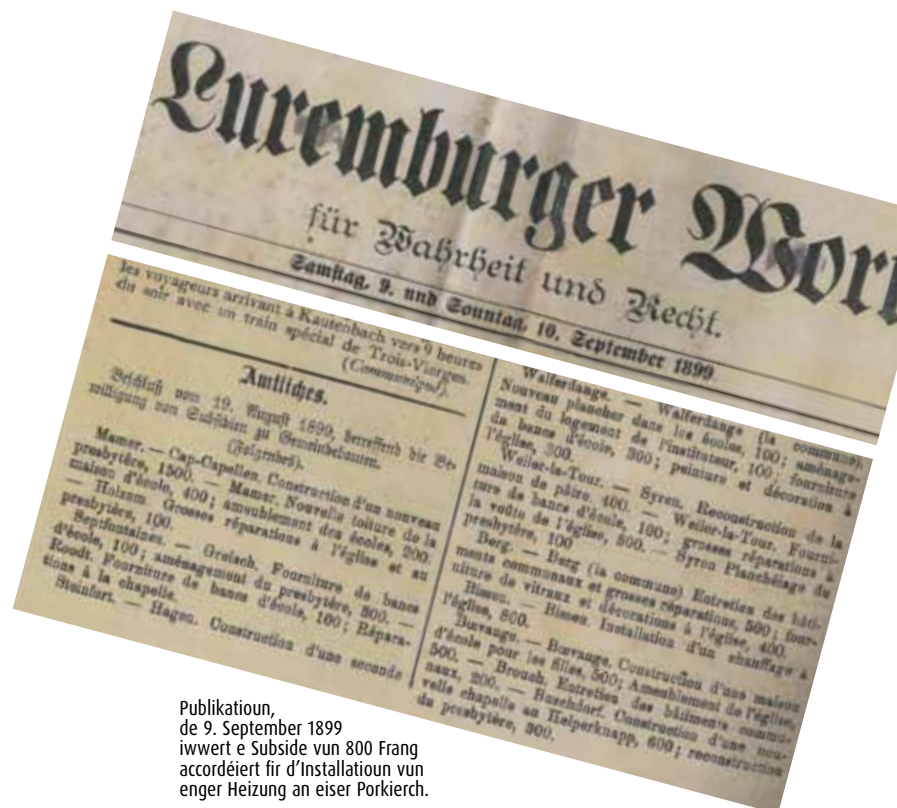 Luxemburger Wort
für Wahrheit und Recht.
Samstag, 9. und Sonntag, 10. September 1899
les voyageurs arrivant à Kautenbach vers 9 heures
du soir avec un train spécial de Trois-Vierges.
(Communiqué).
Amtliches.
Beschluß vom 19. August 1899, betreffend die Be-
willigung von Subsidien zu Gemeindebauten.
(Folgendes).
Mamer. — Cap-Capellen. Construction d'un nouveau
presbytère, 1500. — Mamer. Nouvelle toiture de la
maison d'école, 400; ameublement des écoles, 200.
— Holzum. Grosses réparations à l'église et au
presbytère, 100.
Septfontaines. — Greisch. Fourniture de bancs
d'école, 100; aménagement du presbytère, 300. —
Roodt. Fourniture de bancs d'école, 100; Répara-
tions à la chapelle.
Steinfort. — Hagen. Construction d'une seconde
Walferdange. — Walferdange (la commune).
Nouveau plancher dans les écoles, 100; aménage-
ment du logement de l'instituteur, 100; fourniture
de bancs d'école, 300; peinture et décoration à
l'église, 300.
Weiler-la-Tour. — Syren. Reconstruction de la
maison de pâtre, 400. — Weiler-la-Tour. Fourni-
ture de bancs d'école, 100; grosses réparations à
la voûte de l'église, 500. — Syren Planchéiage du
presbytère, 100
Berg. — Berg (la commune) Entretien des bâti-
ments communaux et grosses réparations, 500; four-
niture de vitraux et décorations à l'église, 400.
Bissen. — Bissen. Installation d'un chauffage à
l'église, 800.
Bœvange. — Bœvange. Construction d'une maison
d'école pour les filles, 500; Ameublement de l'église,
500. — Brouch. Entretien des bâtiments commu-
naux, 200. — Buschdorf. Construction d'une nou-
velle chapelle au Helperknapp, 600; reconstruction
du presbytère, 300.
Publikatioun,
de 9. September 1899
iwwert e Subside vun 800 Frang
accordéiert fir d'Installatioun vun
enger Heizung an eiser Porkierch.